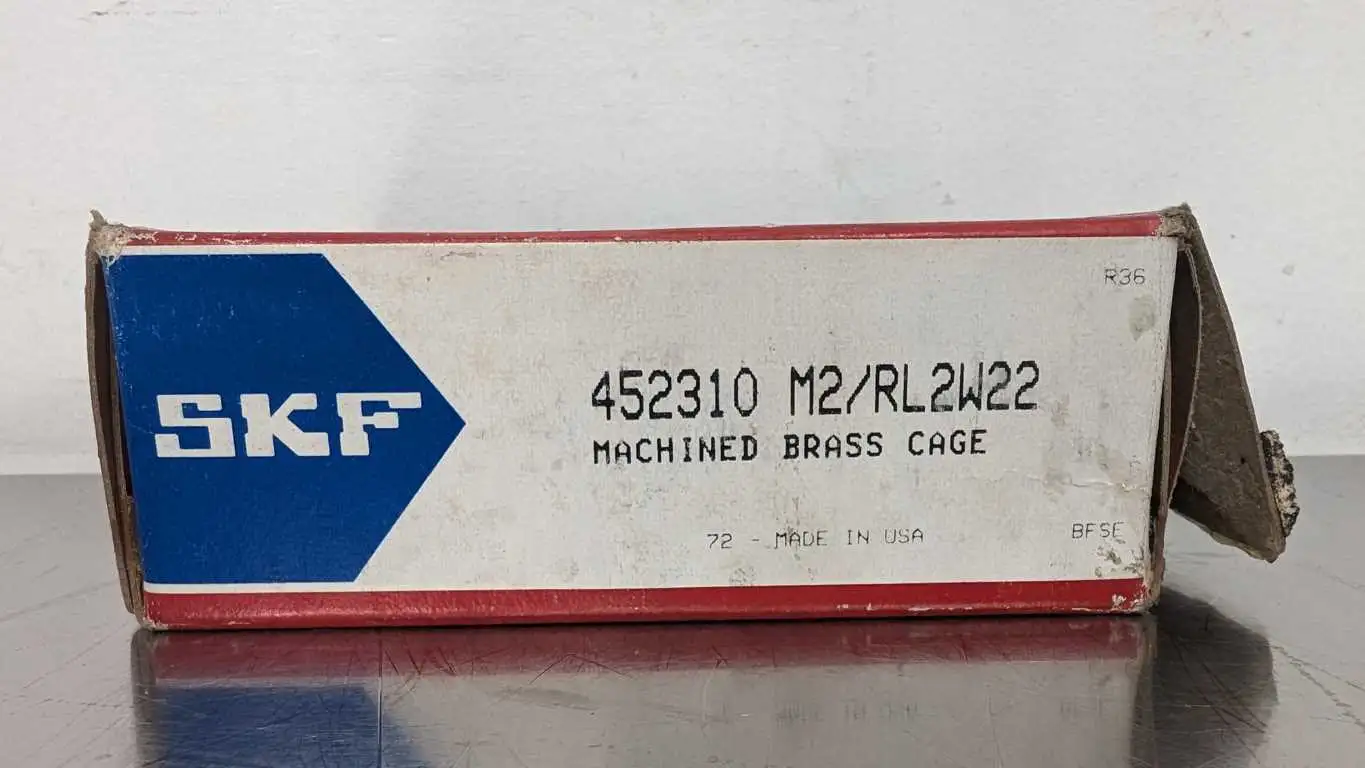 R36
SKF
452310 M2/RL2W22
MACHINED BRASS CAGE
72 - MADE IN USA
BFSE